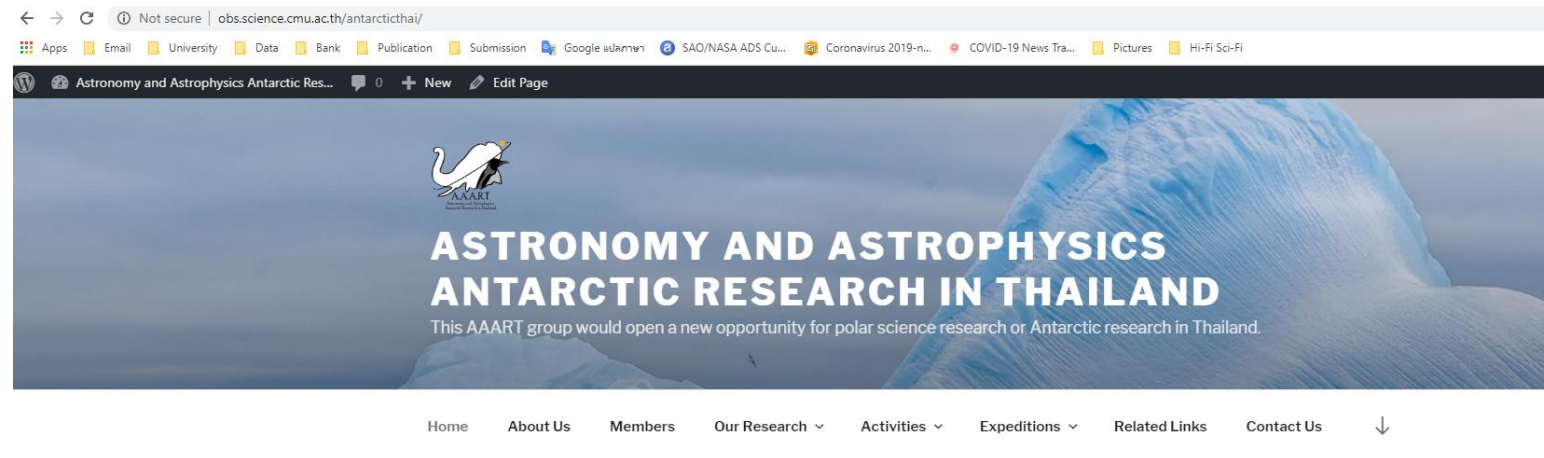 Not secure | obs.science.cmu.ac.th/antarcticthai/
Apps Email University Data Bank Publication Submission Google แปลภาษา SAO/NASA ADS Cu... Coronavirus 2019-n... COVID-19 News Tra... Pictures Hi-Fi Sci-Fi
Astronomy and Astrophysics Antarctic Res... 0 + New Edit Page
AAART
ASTRONOMY AND ASTROPHYSICS
ANTARCTIC RESEARCH IN THAILAND
This AAART group would open a new opportunity for polar science research or Antarctic research in Thailand.
Home About Us Members Our Research Activities Expeditions Related Links Contact Us